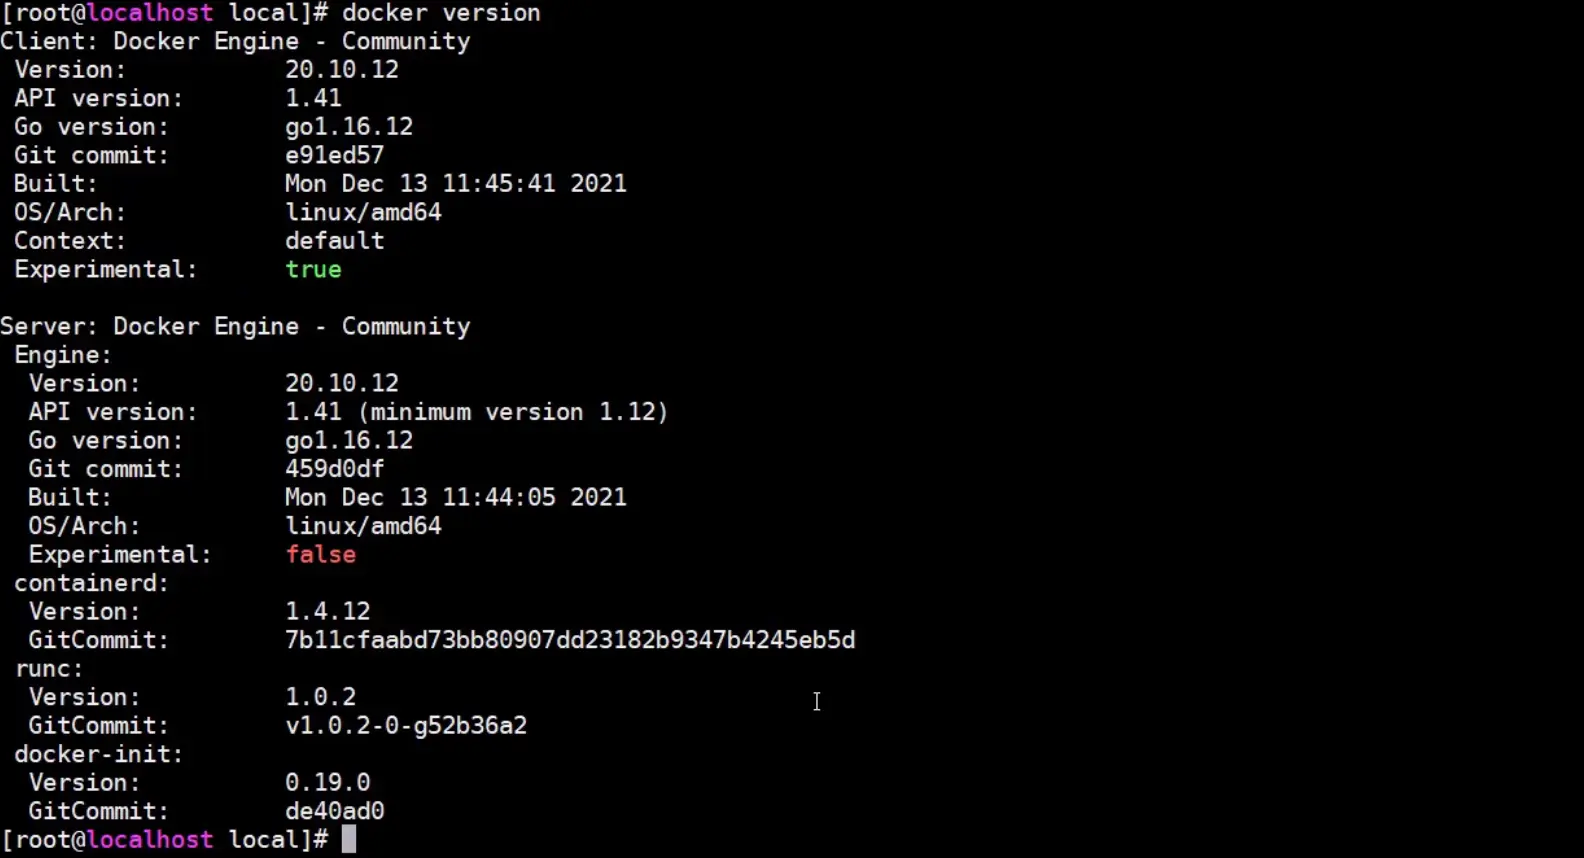 [root@localhost local]# docker version
Client: Docker Engine - Community
 Version:           20.10.12
 API version:       1.41
 Go version:        go1.16.12
 Git commit:        e91ed57
 Built:             Mon Dec 13 11:45:41 2021
 OS/Arch:           linux/amd64
 Context:           default
 Experimental:      true

Server: Docker Engine - Community
 Engine:
  Version:          20.10.12
  API version:      1.41 (minimum version 1.12)
  Go version:       go1.16.12
  Git commit:       459d0df
  Built:            Mon Dec 13 11:44:05 2021
  OS/Arch:          linux/amd64
  Experimental:     false
 containerd:
  Version:          1.4.12
  GitCommit:        7b11cfaabd73bb80907dd23182b9347b4245eb5d
 runc:
  Version:          1.0.2
  GitCommit:        v1.0.2-0-g52b36a2
 docker-init:
  Version:          0.19.0
  GitCommit:        de40ad0
[root@localhost local]#